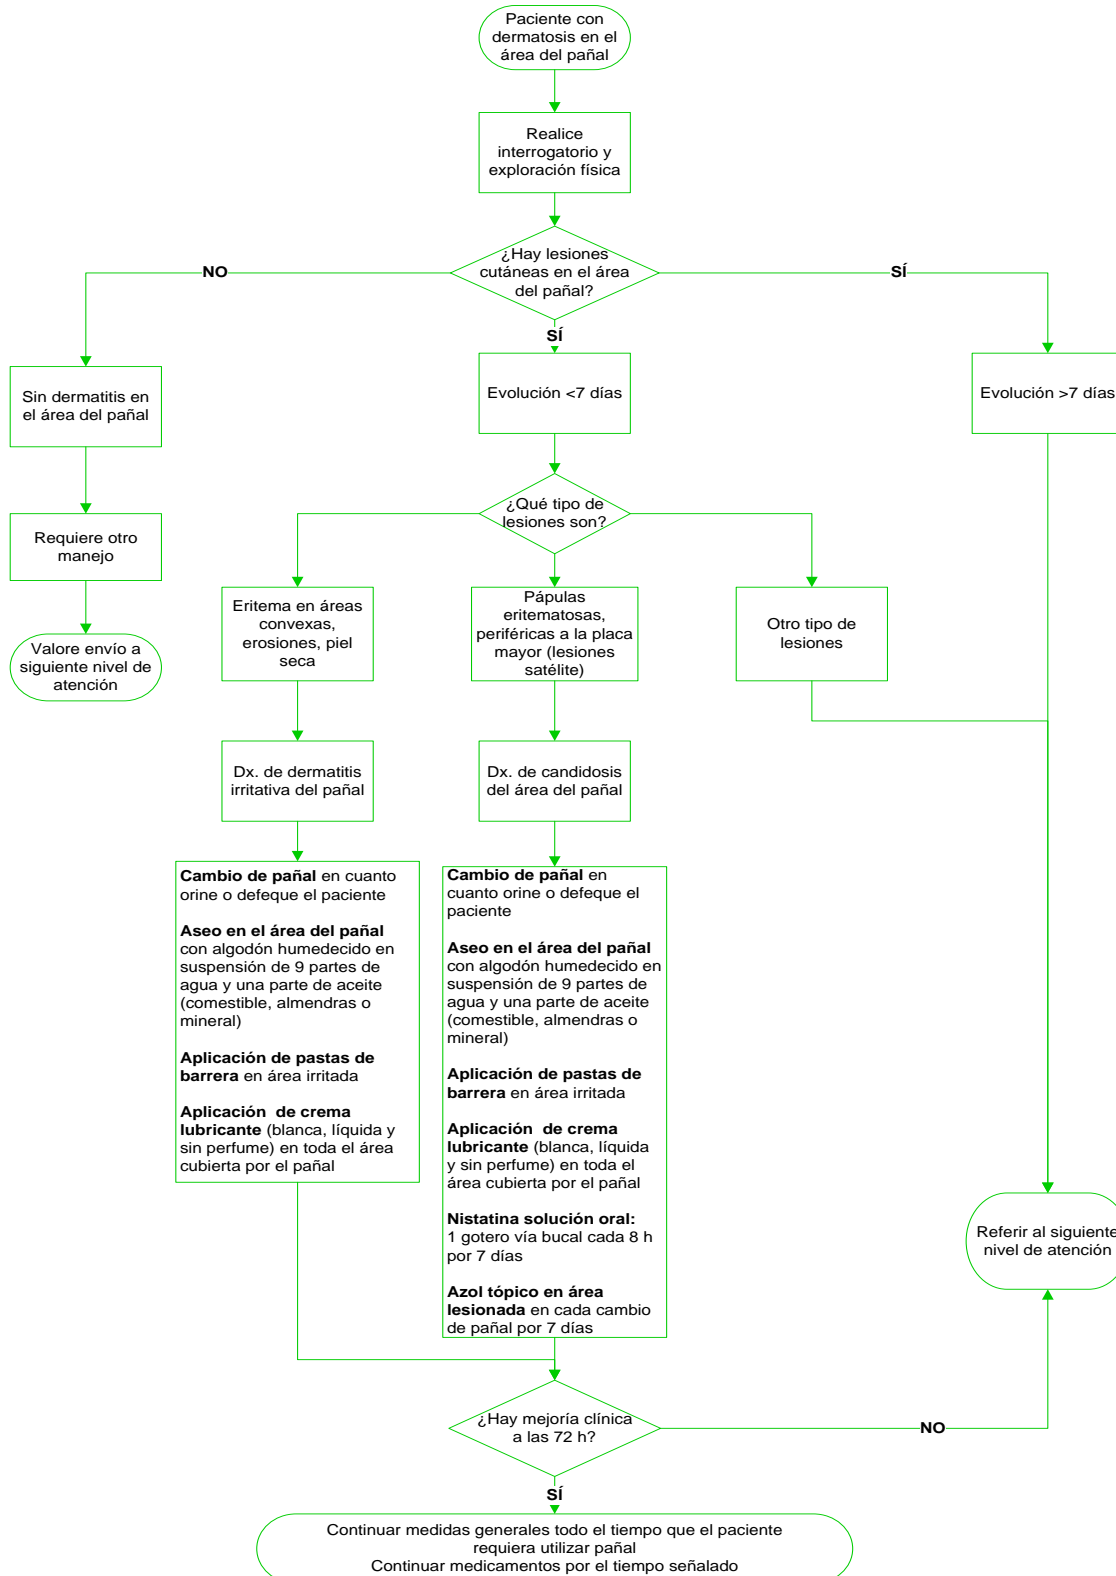 Paciente con
dermatosis en el
área del pañal
Realice
interrogatorio y
exploración física
¿Hay lesiones
cutáneas en el área
del pañal?
NO
SÍ
SÍ
Sin dermatitis en
el área del pañal
Evolución <7 días
Evolución >7 días
Requiere otro
manejo
Valore envío a
siguiente nivel de
atención
¿Qué tipo de
lesiones son?
Eritema en áreas
convexas,
erosiones, piel
seca
Pápulas
eritematosas,
periféricas a la placa
mayor (lesiones
satélite)
Otro tipo de
lesiones
Dx. de dermatitis
irritativa del pañal
Dx. de candidosis
del área del pañal
Cambio de pañal en cuanto
orine o defeque el paciente
Aseo en el área del pañal
con algodón humedecido en
suspensión de 9 partes de
agua y una parte de aceite
(comestible, almendras o
mineral)
Aplicación de pastas de
barrera en área irritada
Aplicación de crema
lubricante (blanca, líquida y
sin perfume) en toda el área
cubierta por el pañal
Cambio de pañal en
cuanto orine o defeque el
paciente
Aseo en el área del pañal
con algodón humedecido en
suspensión de 9 partes de
agua y una parte de aceite
(comestible, almendras o
mineral)
Aplicación de pastas de
barrera en área irritada
Aplicación de crema
lubricante (blanca, líquida
y sin perfume) en toda el
área cubierta por el pañal
Nistatina solución oral:
1 gotero vía bucal cada 8 h
por 7 días
Azol tópico en área
lesionada en cada cambio
de pañal por 7 días
Referir al siguiente
nivel de atención
¿Hay mejoría clínica
a las 72 h?
NO
SÍ
Continuar medidas generales todo el tiempo que el paciente
requiera utilizar pañal
Continuar medicamentos por el tiempo señalado